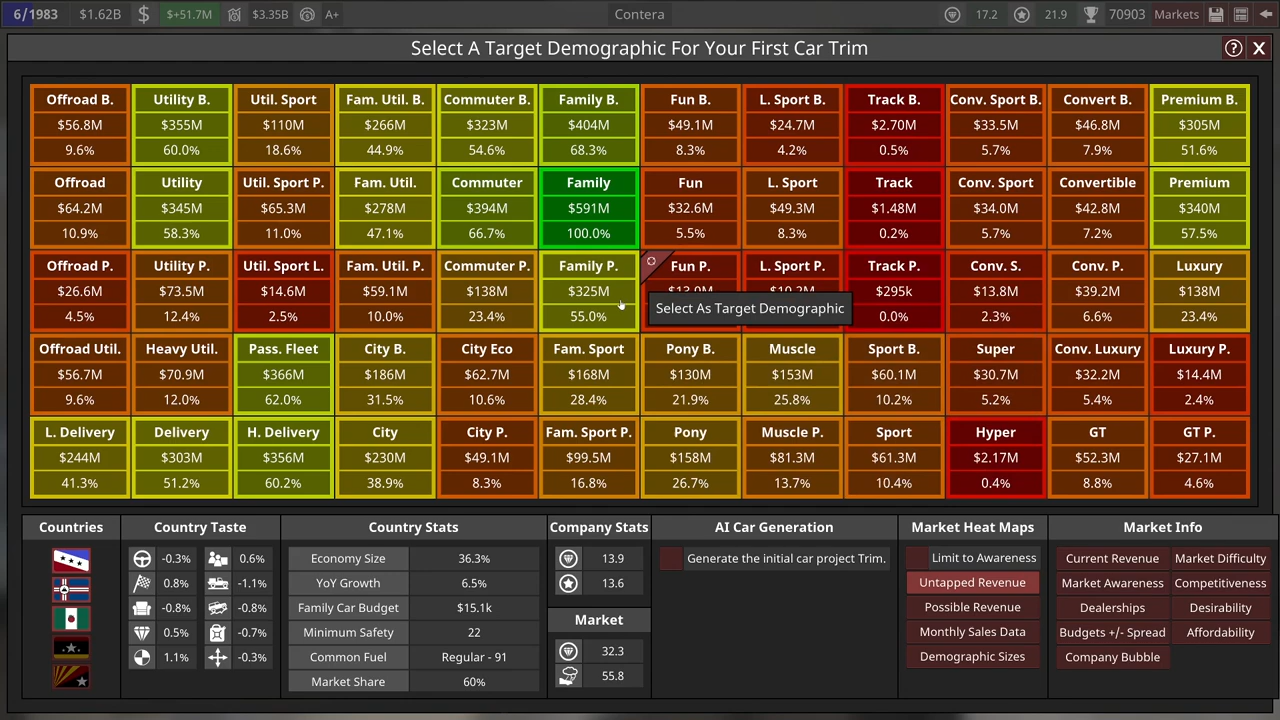 6/1983 $1.62B $ $+51.7M $3.35B A+ Contera 17.2 21.9 70903 Markets
Select A Target Demographic For Your First Car Trim
Offroad B. Utility B. Util. Sport Fam. Util. B. Commuter B. Family B. Fun B. L. Sport B. Track B. Conv. Sport B. Convert B. Premium B.
$56.8M $355M $110M $266M $323M $404M $49.1M $24.7M $2.70M $33.5M $46.8M $305M
9.6% 60.0% 18.6% 44.9% 54.6% 68.3% 8.3% 4.2% 0.5% 5.7% 7.9% 51.6%
Offroad Utility Util. Sport P. Fam. Util. Commuter Family Fun L. Sport Track Conv. Sport Convertible Premium
$64.2M $345M $65.3M $278M $394M $591M $32.6M $49.3M $1.48M $34.0M $42.8M $340M
10.9% 58.3% 11.0% 47.1% 66.7% 100.0% 5.5% 8.3% 0.2% 5.7% 7.2% 57.5%
Offroad P. Utility P. Util. Sport L. Fam. Util. P. Commuter P. Family P. Fun P. L. Sport P. Track P. Conv. S. Conv. P. Luxury
$26.6M $73.5M $14.6M $59.1M $138M $325M $295k $13.8M $39.2M $138M
Select As Target Demographic
4.5% 12.4% 2.5% 10.0% 23.4% 55.0% 0.0% 2.3% 6.6% 23.4%
Offroad Util. Heavy Util. Pass. Fleet City B. City Eco Fam. Sport Pony B. Muscle Sport B. Super Conv. Luxury Luxury P.
$56.7M $70.9M $366M $186M $62.7M $168M $130M $153M $60.1M $30.7M $32.2M $14.4M
9.6% 12.0% 62.0% 31.5% 10.6% 28.4% 21.9% 25.8% 10.2% 5.2% 5.4% 2.4%
L. Delivery Delivery H. Delivery City City P. Fam. Sport P. Pony Muscle P. Sport Hyper GT GT P.
$244M $303M $356M $230M $49.1M $99.5M $158M $81.3M $61.3M $2.17M $52.3M $27.1M
41.3% 51.2% 60.2% 38.9% 8.3% 16.8% 26.7% 13.7% 10.4% 0.4% 8.8% 4.6%
Countries Country Taste Country Stats Company Stats AI Car Generation Market Heat Maps Market Info
-0.3% 0.6% Economy Size 36.3% 13.9 Generate the initial car project Trim. Limit to Awareness Current Revenue Market Difficulty
0.8% -1.1% YoY Growth 6.5% 13.6 Untapped Revenue Market Awareness Competitiveness
-0.8% -0.8% Family Car Budget $15.1k Market Possible Revenue Dealerships Desirability
0.5% -0.7% Minimum Safety 22 Monthly Sales Data Budgets +/- Spread Affordability
1.1% -0.3% Common Fuel Regular - 91 32.3 Demographic Sizes Company Bubble
Market Share 60% 55.8